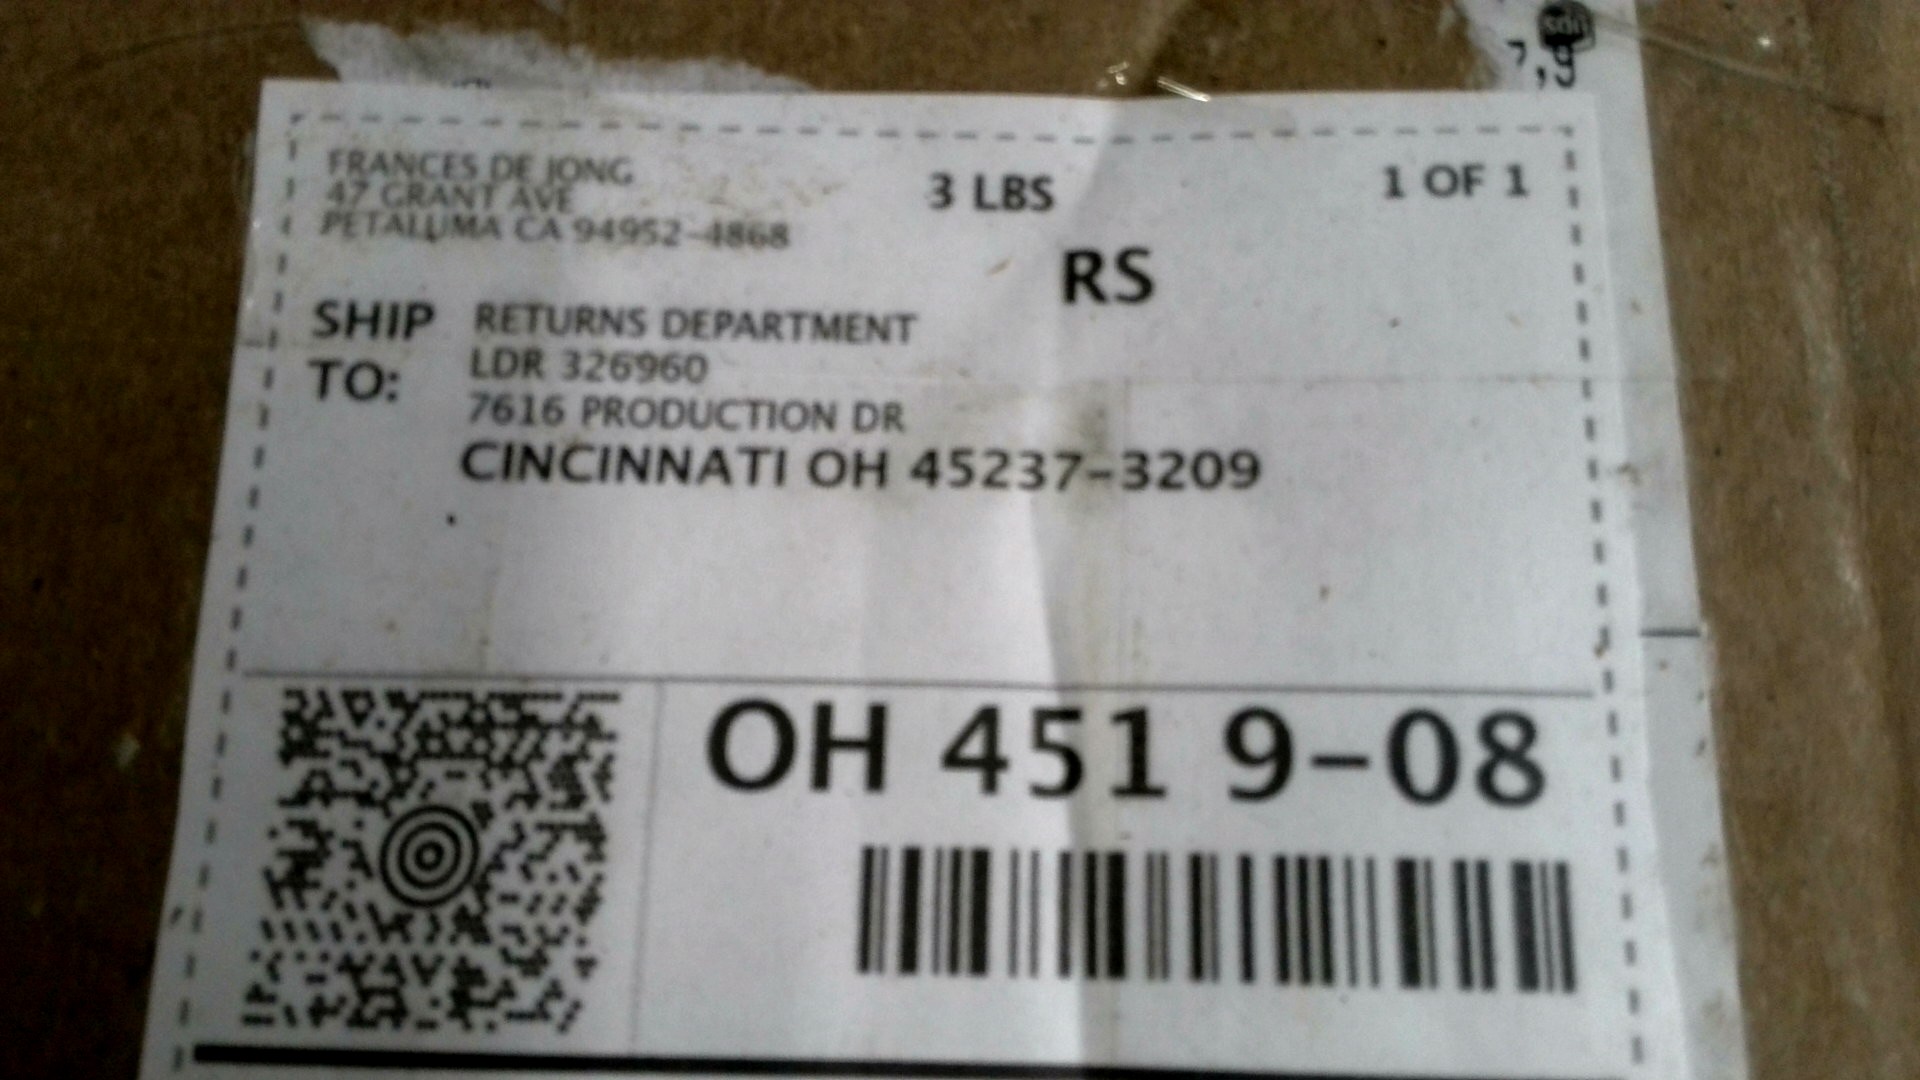 FRANCES DE JONG
47 GRANT AVE
PETALUMA CA 94952-4868
3 LBS
1 OF 1
RS
SHIP TO:
RETURNS DEPARTMENT
LDR 326960
7616 PRODUCTION DR
CINCINNATI OH 45237-3209
OH 451 9-08